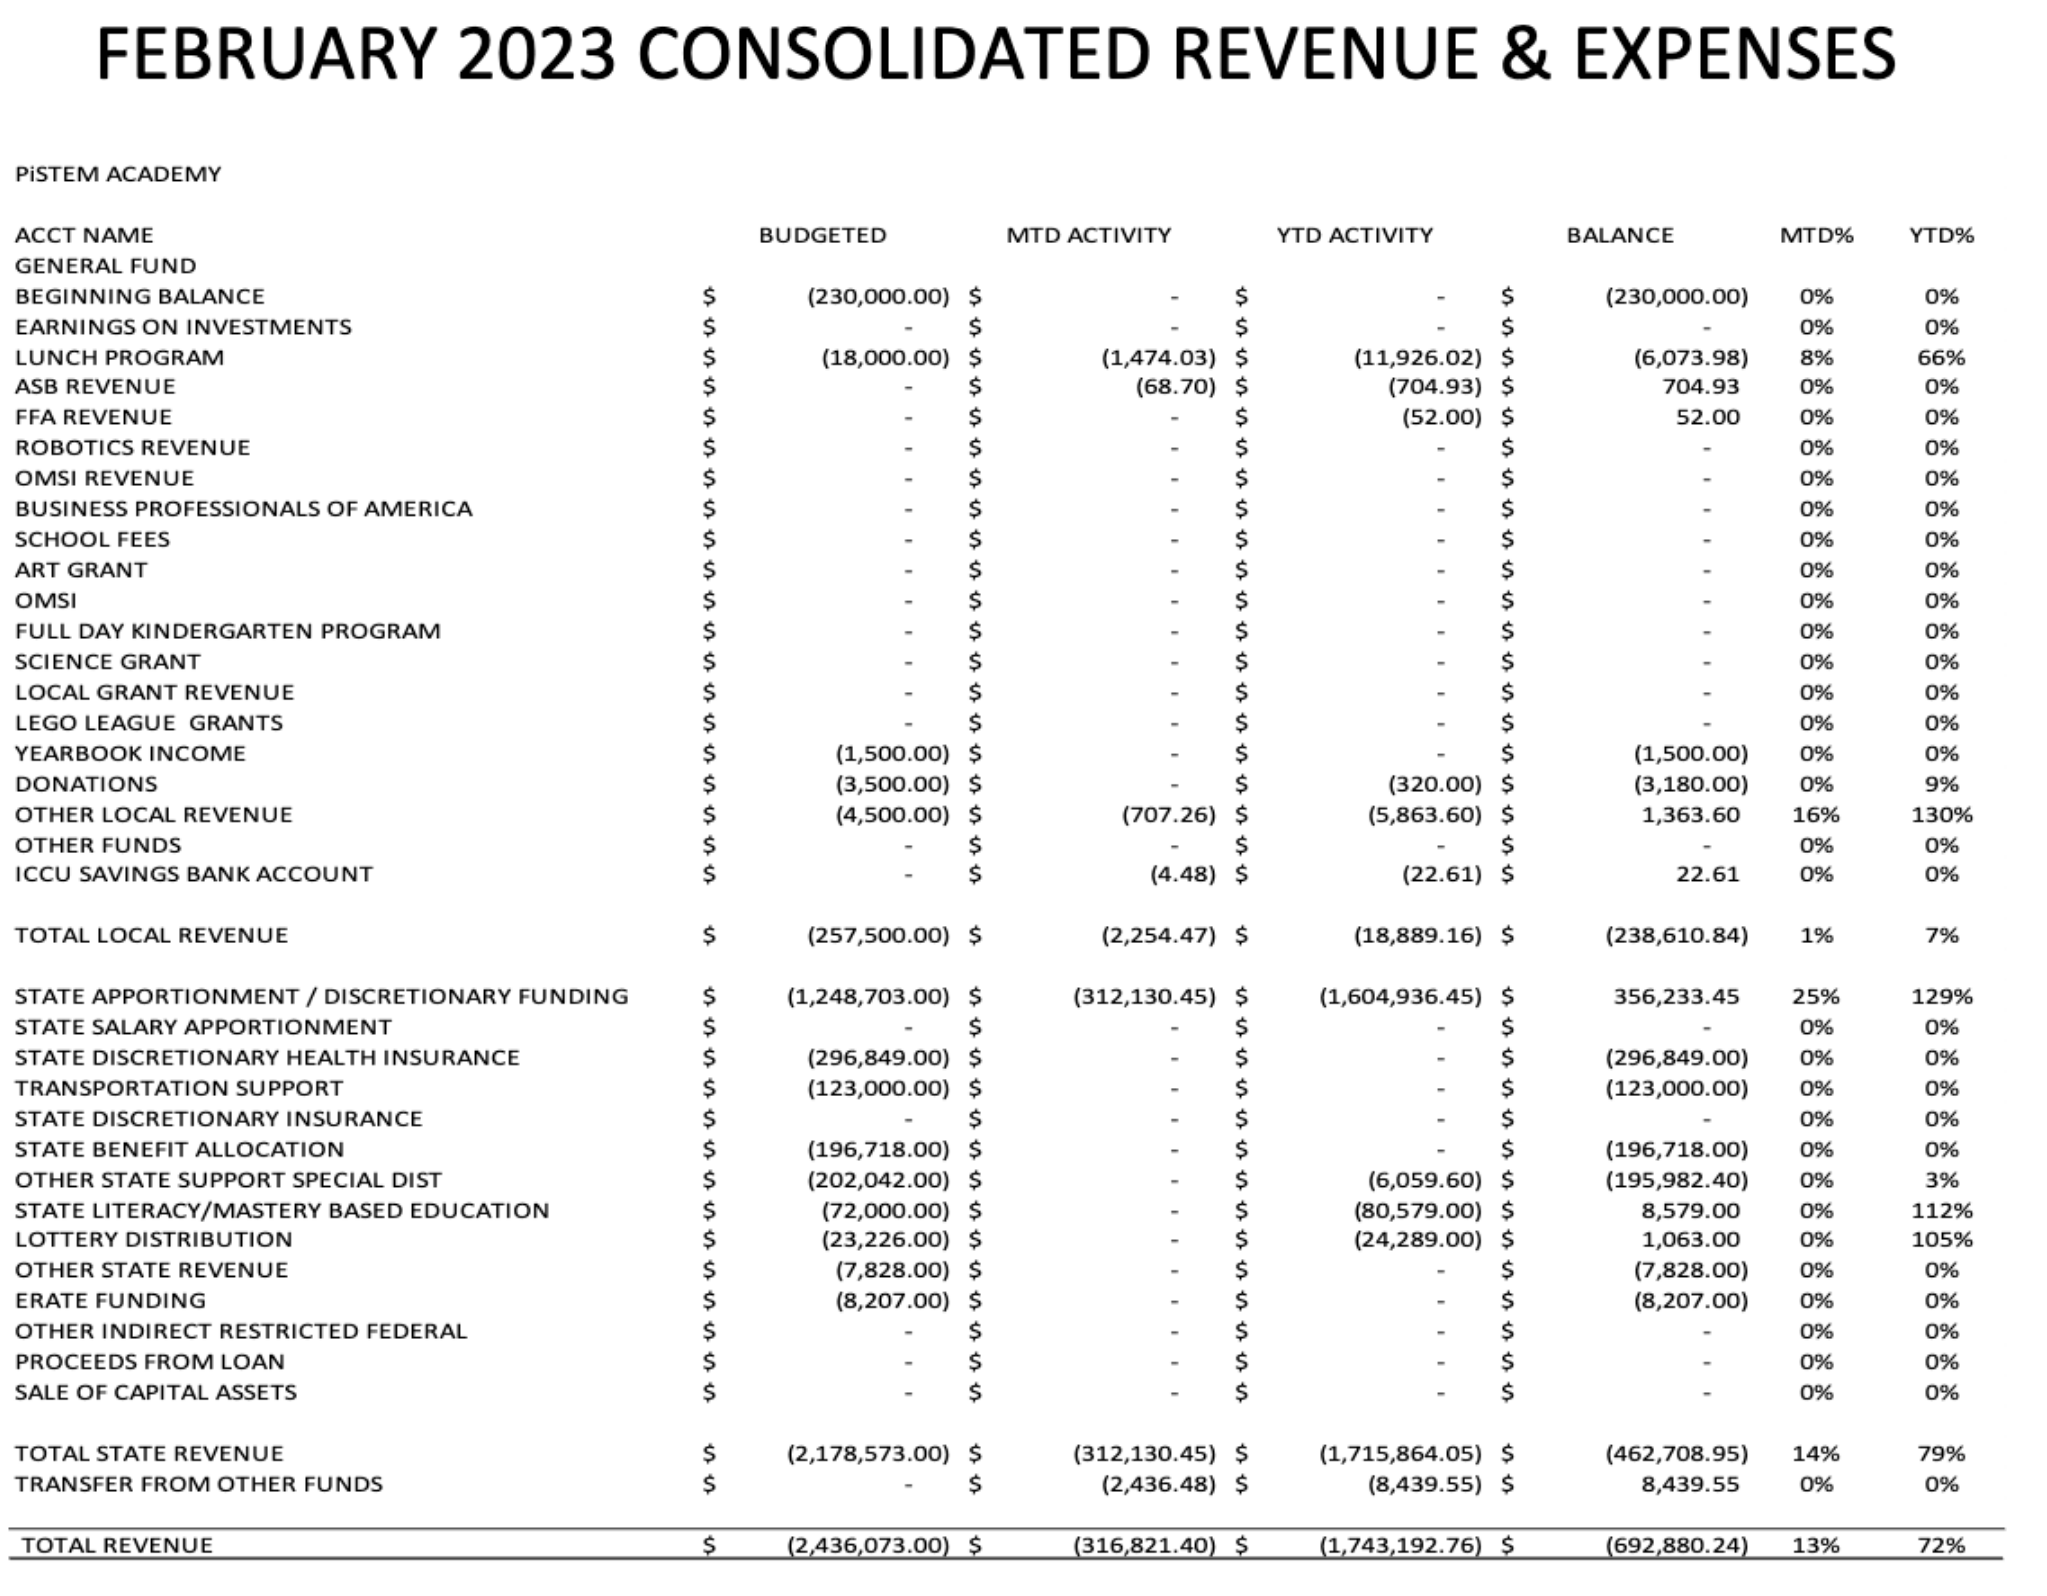 FEBRUARY 2023 CONSOLIDATED REVENUE & EXPENSES
PiSTEM ACADEMY
ACCT NAME BUDGETED MTD ACTIVITY YTD ACTIVITY BALANCE MTD% YTD%
GENERAL FUND
BEGINNING BALANCE $ (230,000.00) $ - $ - $ (230,000.00) 0% 0%
EARNINGS ON INVESTMENTS $ - $ - $ - $ - 0% 0%
LUNCH PROGRAM $ (18,000.00) $ (1,474.03) $ (11,926.02) $ (6,073.98) 8% 66%
ASB REVENUE $ - $ (68.70) $ (704.93) $ 704.93 0% 0%
FFA REVENUE $ - $ - $ (52.00) $ 52.00 0% 0%
ROBOTICS REVENUE $ - $ - $ - $ - 0% 0%
OMSI REVENUE $ - $ - $ - $ - 0% 0%
BUSINESS PROFESSIONALS OF AMERICA $ - $ - $ - $ - 0% 0%
SCHOOL FEES $ - $ - $ - $ - 0% 0%
ART GRANT $ - $ - $ - $ - 0% 0%
OMSI $ - $ - $ - $ - 0% 0%
FULL DAY KINDERGARTEN PROGRAM $ - $ - $ - $ - 0% 0%
SCIENCE GRANT $ - $ - $ - $ - 0% 0%
LOCAL GRANT REVENUE $ - $ - $ - $ - 0% 0%
LEGO LEAGUE GRANTS $ - $ - $ - $ - 0% 0%
YEARBOOK INCOME $ (1,500.00) $ - $ - $ (1,500.00) 0% 0%
DONATIONS $ (3,500.00) $ - $ (320.00) $ (3,180.00) 0% 9%
OTHER LOCAL REVENUE $ (4,500.00) $ (707.26) $ (5,863.60) $ 1,363.60 16% 130%
OTHER FUNDS $ - $ - $ - $ - 0% 0%
ICCU SAVINGS BANK ACCOUNT $ - $ (4.48) $ (22.61) $ 22.61 0% 0%
TOTAL LOCAL REVENUE $ (257,500.00) $ (2,254.47) $ (18,889.16) $ (238,610.84) 1% 7%
STATE APPORTIONMENT / DISCRETIONARY FUNDING $ (1,248,703.00) $ (312,130.45) $ (1,604,936.45) $ 356,233.45 25% 129%
STATE SALARY APPORTIONMENT $ - $ - $ - $ - 0% 0%
STATE DISCRETIONARY HEALTH INSURANCE $ (296,849.00) $ - $ - $ (296,849.00) 0% 0%
TRANSPORTATION SUPPORT $ (123,000.00) $ - $ - $ (123,000.00) 0% 0%
STATE DISCRETIONARY INSURANCE $ - $ - $ - $ - 0% 0%
STATE BENEFIT ALLOCATION $ (196,718.00) $ - $ - $ (196,718.00) 0% 0%
OTHER STATE SUPPORT SPECIAL DIST $ (202,042.00) $ - $ (6,059.60) $ (195,982.40) 0% 3%
STATE LITERACY/MASTERY BASED EDUCATION $ (72,000.00) $ - $ (80,579.00) $ 8,579.00 0% 112%
LOTTERY DISTRIBUTION $ (23,226.00) $ - $ (24,289.00) $ 1,063.00 0% 105%
OTHER STATE REVENUE $ (7,828.00) $ - $ - $ (7,828.00) 0% 0%
ERATE FUNDING $ (8,207.00) $ - $ - $ (8,207.00) 0% 0%
OTHER INDIRECT RESTRICTED FEDERAL $ - $ - $ - $ - 0% 0%
PROCEEDS FROM LOAN $ - $ - $ - $ - 0% 0%
SALE OF CAPITAL ASSETS $ - $ - $ - $ - 0% 0%
TOTAL STATE REVENUE $ (2,178,573.00) $ (312,130.45) $ (1,715,864.05) $ (462,708.95) 14% 79%
TRANSFER FROM OTHER FUNDS $ - $ (2,436.48) $ (8,439.55) $ 8,439.55 0% 0%
TOTAL REVENUE $ (2,436,073.00) $ (316,821.40) $ (1,743,192.76) $ (692,880.24) 13% 72%